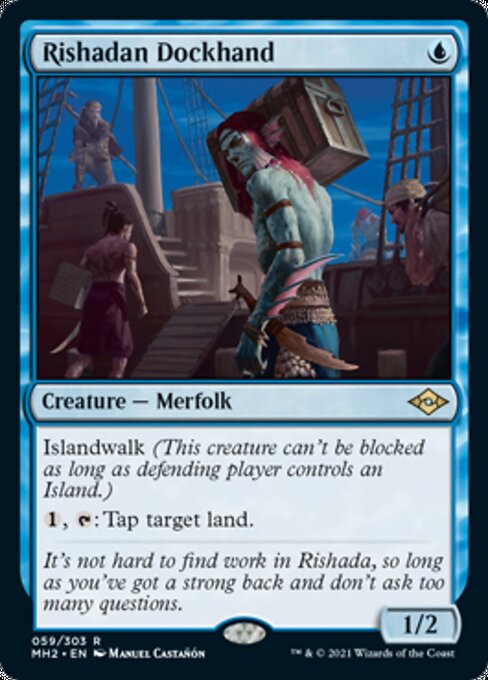 Rishadan Dockhand
Creature — Merfolk
Islandwalk (This creature can't be blocked
as long as defending player controls an
Island.)
1, : Tap target land.
It's not hard to find work in Rishada, so long
as you've got a strong back and don't ask too
many questions.
1/2
059/303 R
MH2 • EN Manuel Castañón
™ & © 2021 Wizards of the Coast